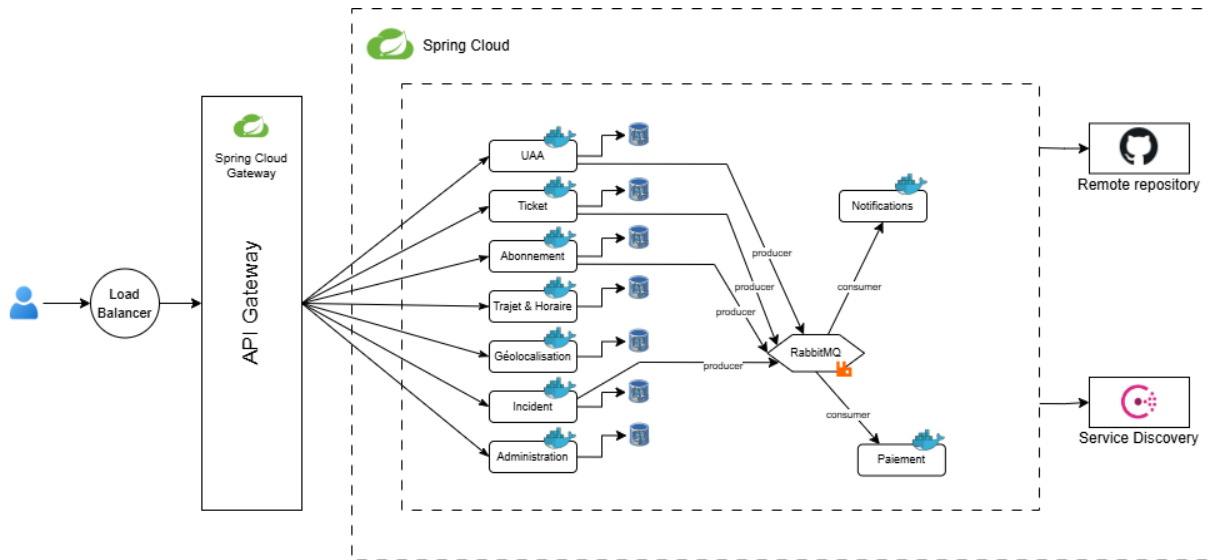 Spring Cloud
Spring Cloud
Gateway
API Gateway
Load
Balancer
UAA
Ticket
Abonnement
Trajet & Horaire
Géolocalisation
Incident
Administration
producer
producer
producer
producer
RabbitMQ
consumer
consumer
Notifications
Paiement
Remote repository
Service Discovery